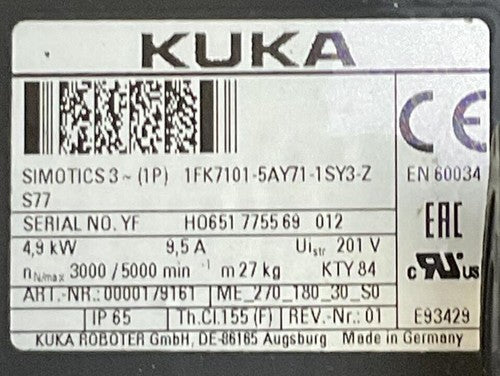 KUKA
SIMOTICS 3 ~ (1P) 1FK7101-5AY71-1SY3-Z
S77
EN 60034
SERIAL NO. YF HO651 7755 69 012
EAC
4,9 kW 9,5 A Ui str 201 V
n N/max 3000 / 5000 min -1 m 27 kg KTY 84
c RU us
ART.-NR.: 0000179161 ME_270_180_30_S0
IP 65 Th.Cl.155 (F) REV.-Nr.: 01 E93429
KUKA ROBOTER GmbH, DE-86165 Augsburg Made in Germany
CE